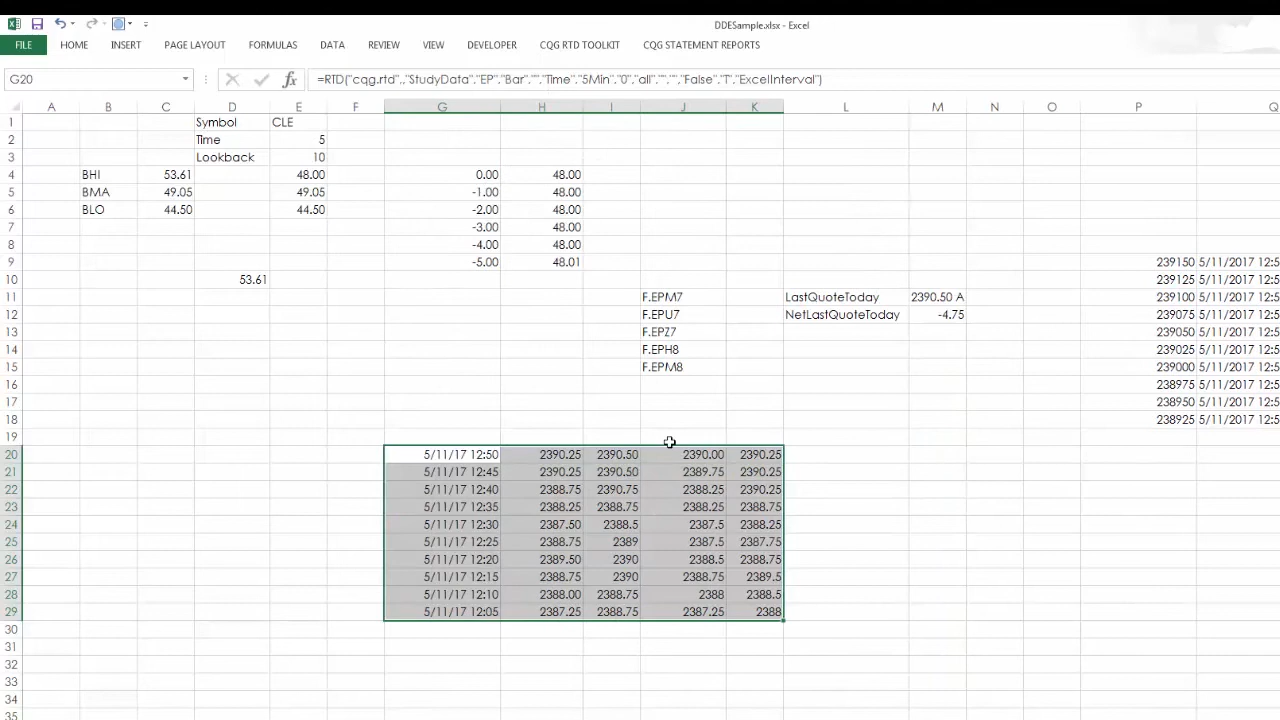 DDESample.xlsx - Excel
FILE HOME INSERT PAGE LAYOUT FORMULAS DATA REVIEW VIEW DEVELOPER CQG RTD TOOLKIT CQG STATEMENT REPORTS
G20 fx =RTD("cqg.rtd",,"StudyData","EP","Bar","","Time","5Min","0","all","","","False","T","ExcelInterval")
A B C D E F G H I J K L M N O P Q
1 Symbol CLE
2 Time 5
3 Lookback 10
4 BHI 53.61 48.00 0.00 48.00
5 BMA 49.05 49.05 -1.00 48.00
6 BLO 44.50 44.50 -2.00 48.00
7 -3.00 48.00
8 -4.00 48.00
9 -5.00 48.01 239150 5/11/2017 12:5
10 53.61 239125 5/11/2017 12:5
11 F.EPM7 LastQuoteToday 2390.50 A 239100 5/11/2017 12:5
12 F.EPU7 NetLastQuoteToday -4.75 239075 5/11/2017 12:5
13 F.EPZ7 239050 5/11/2017 12:5
14 F.EPH8 239025 5/11/2017 12:5
15 F.EPM8 239000 5/11/2017 12:5
16 238975 5/11/2017 12:5
17 238950 5/11/2017 12:5
18 238925 5/11/2017 12:5
19
20 5/11/17 12:50 2390.25 2390.50 2390.00 2390.25
21 5/11/17 12:45 2390.25 2390.50 2389.75 2390.25
22 5/11/17 12:40 2388.75 2390.75 2388.25 2390.25
23 5/11/17 12:35 2388.25 2388.75 2388.25 2388.75
24 5/11/17 12:30 2387.50 2388.5 2387.5 2388.25
25 5/11/17 12:25 2388.75 2389 2387.5 2387.75
26 5/11/17 12:20 2389.50 2390 2388.5 2388.75
27 5/11/17 12:15 2388.75 2390 2388.75 2389.5
28 5/11/17 12:10 2388.00 2388.75 2388 2388.5
29 5/11/17 12:05 2387.25 2388.75 2387.25 2388
30
31
32
33
34
35